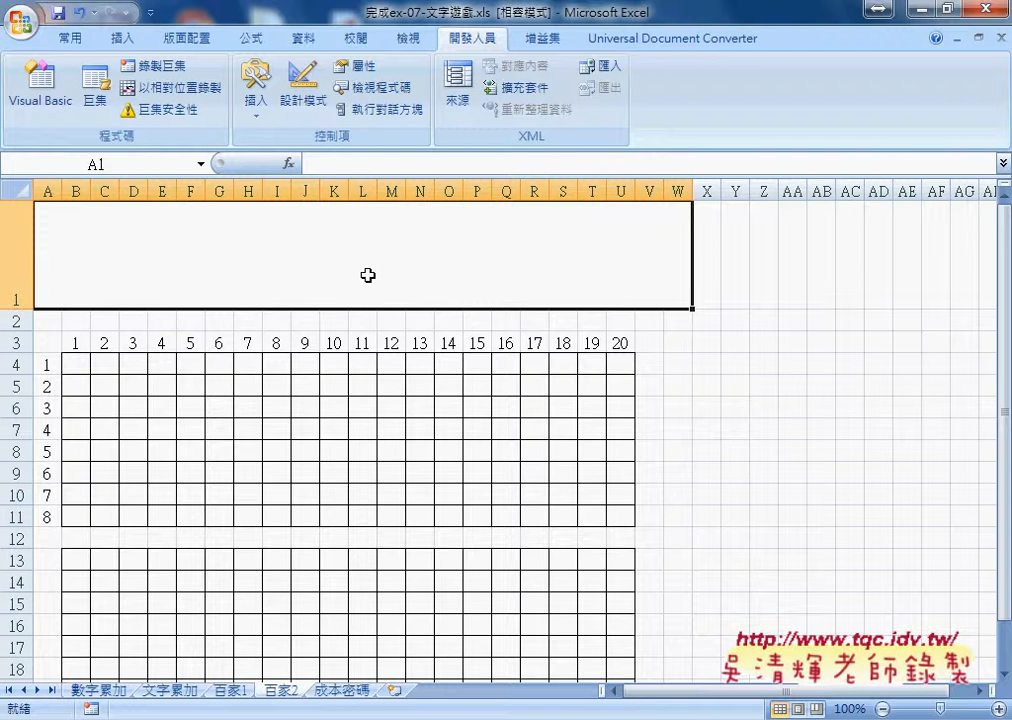 完成ex-07-文字遊戲.xls [相容模式] - Microsoft Excel
常用 插入 版面配置 公式 資料 校閱 檢視 開發人員 增益集 Universal Document Converter
Visual Basic 巨集 錄製巨集 以相對位置錄製 巨集安全性 插入 設計模式 屬性 檢視程式碼 執行對話方塊 來源 對應內容 擴充套件 重新整理資料 匯入 匯出
程式碼 控制項 XML
A1 fx
A B C D E F G H I J K L M N O P Q R S T U V W X Y Z AA AB AC AD AE AF AG
1
2
3 1 2 3 4 5 6 7 8 9 10 11 12 13 14 15 16 17 18 19 20
4 1
5 2
6 3
7 4
8 5
9 6
10 7
11 8
12
13
14
15
16
17
18
http://www.tqc.idv.tw/
吳清輝老師錄製
數字累加 文字累加 百家1 百家2 成本密碼
就緒 100%